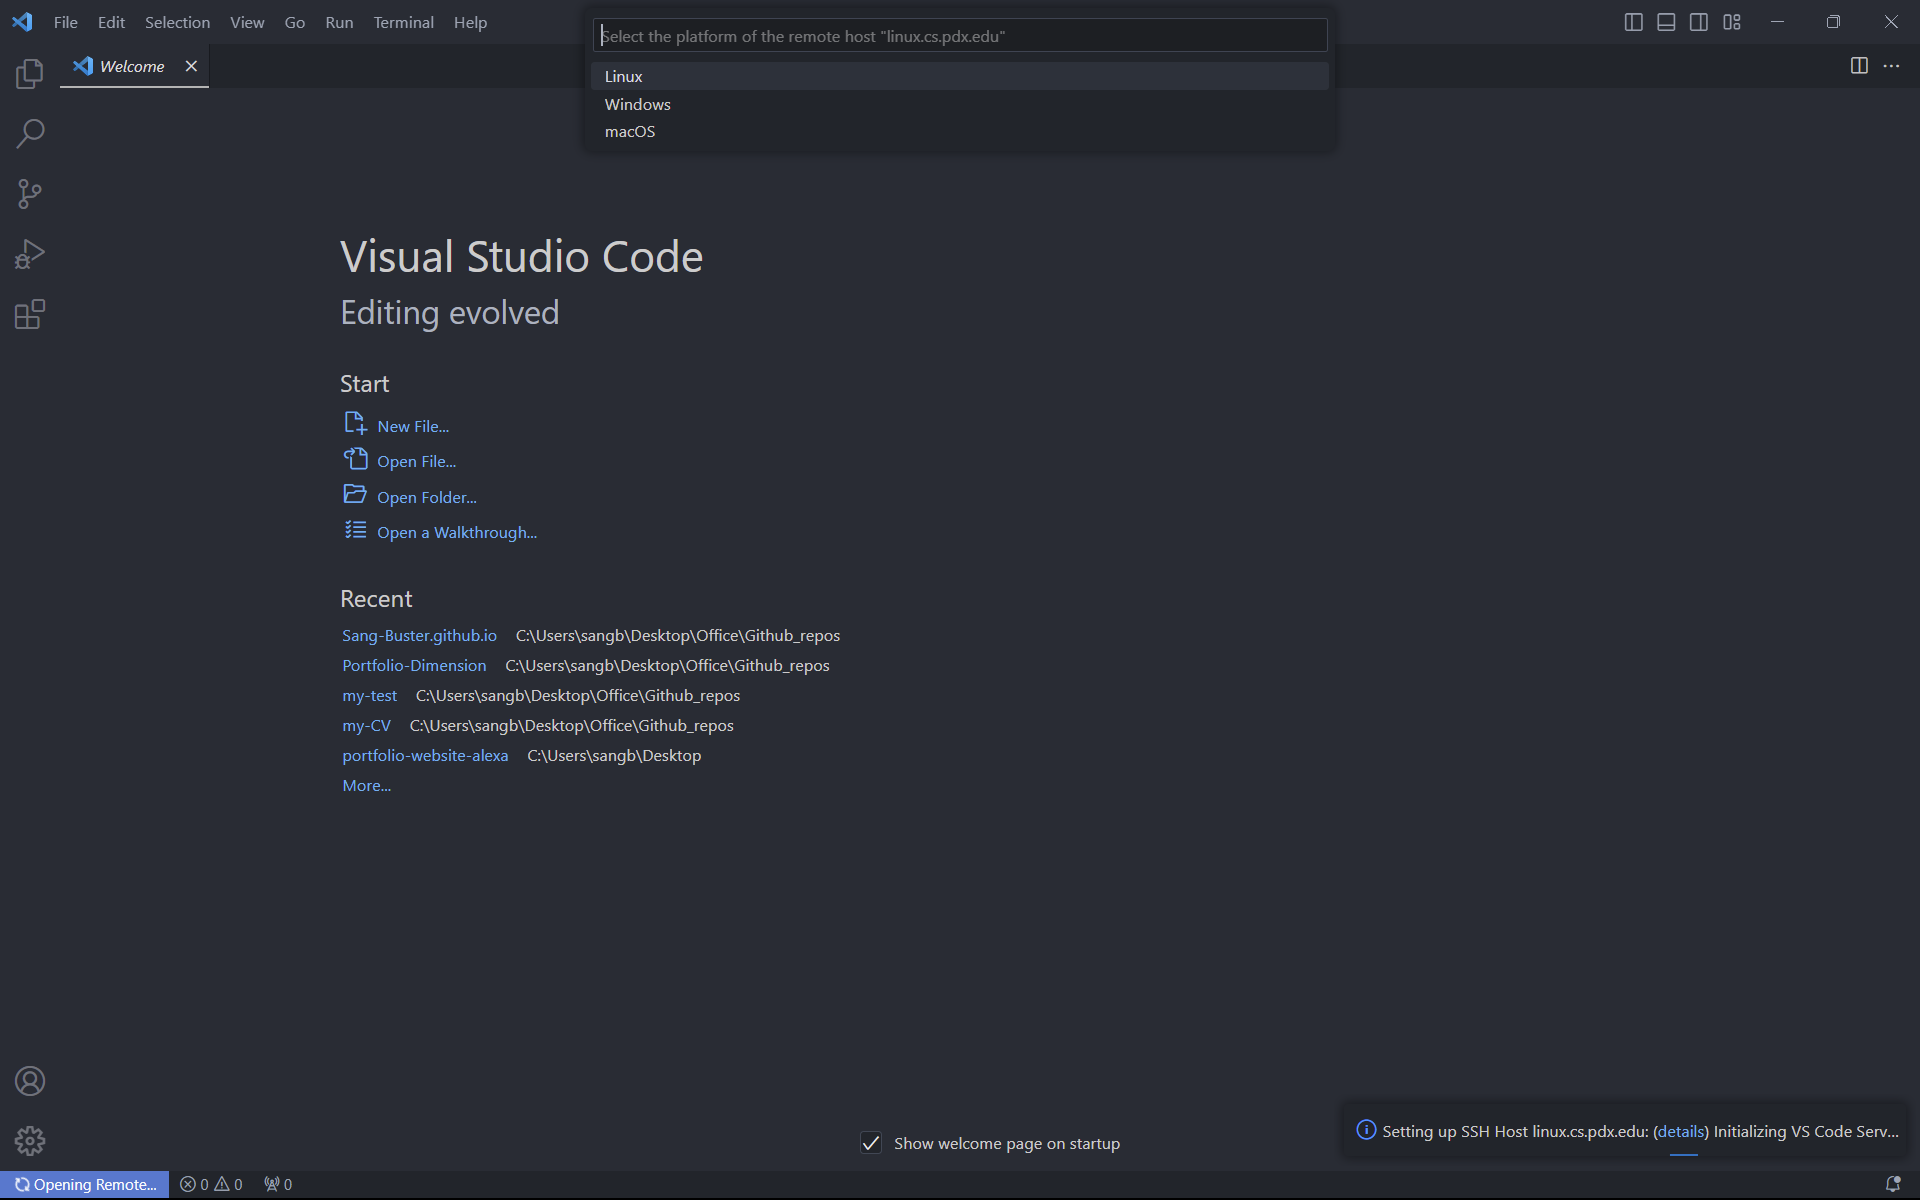 File Edit Selection View Go Run Terminal Help
Select the platform of the remote host "linux.cs.pdx.edu"
Linux
Windows
macOS
Welcome
Visual Studio Code
Editing evolved
Start
New File...
Open File...
Open Folder...
Open a Walkthrough...
Recent
Sang-Buster.github.io C:\Users\sangb\Desktop\Office\Github_repos
Portfolio-Dimension C:\Users\sangb\Desktop\Office\Github_repos
my-test C:\Users\sangb\Desktop\Office\Github_repos
my-CV C:\Users\sangb\Desktop\Office\Github_repos
portfolio-website-alexa C:\Users\sangb\Desktop
More...
Show welcome page on startup
Setting up SSH Host linux.cs.pdx.edu: (details) Initializing VS Code Serv...
Opening Remote... 0 0 0